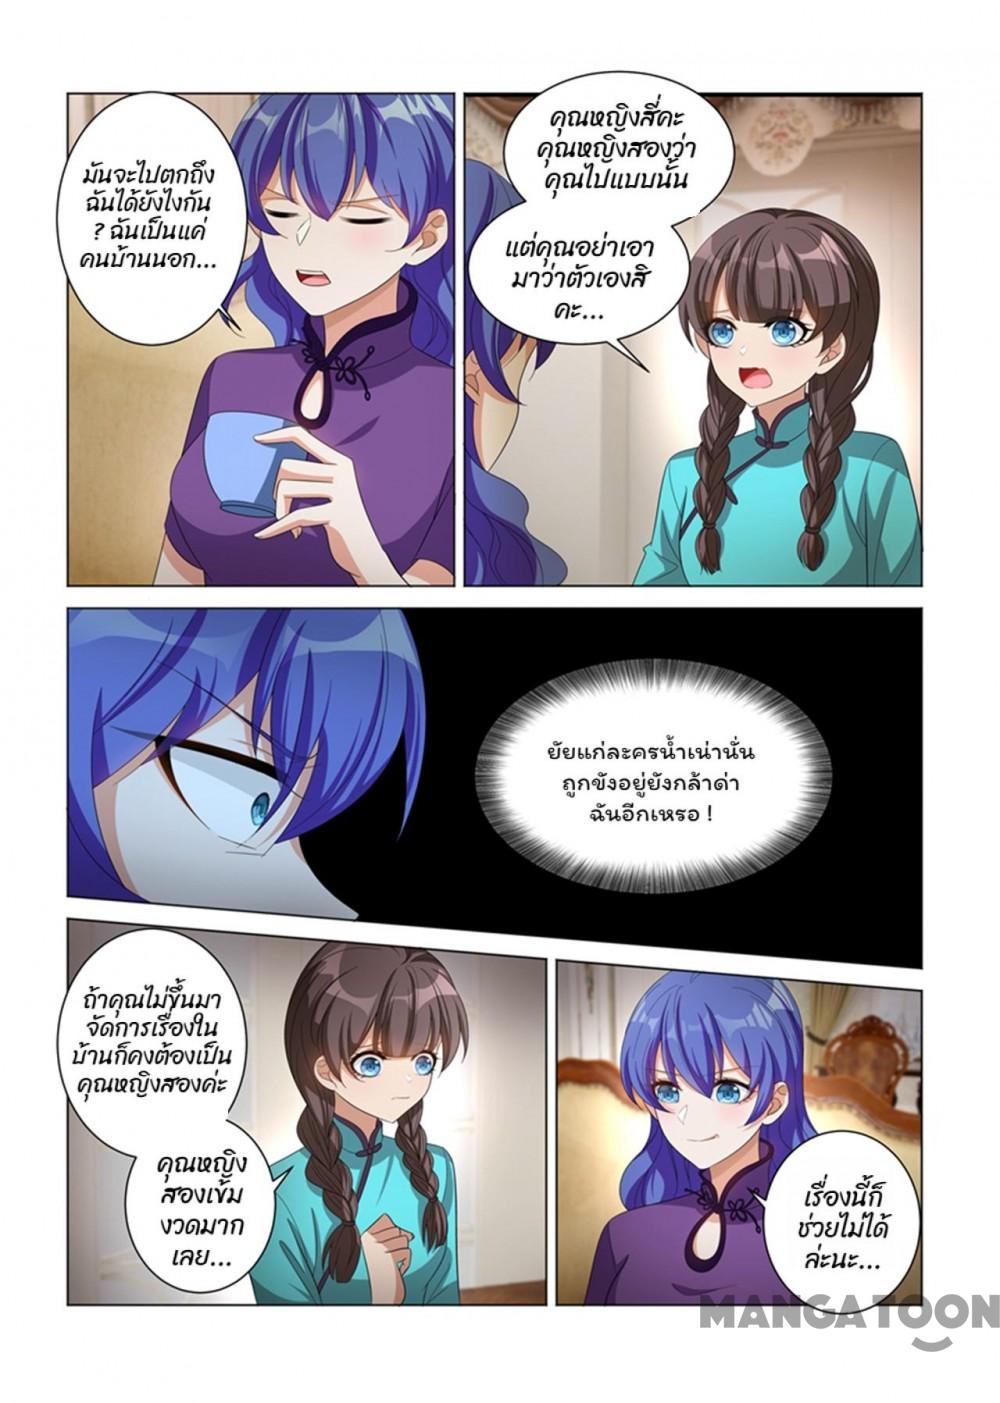 มันจะไปตกถึง
ฉันได้ยังไงกัน
? ฉันเป็นแค่
คนบ้านนอก...
คุณหญิงสี่คะ
คุณหญิงสองว่า
คุณไปแบบนั้น
แต่คุณอย่าเอา
มาว่าตัวเองสิ
คะ...
ยัยแก่ละครน้ำเน่านั่น
ถูกขังอยู่ยังกล้าด่า
ฉันอีกเหรอ !
ถ้าคุณไม่ขึ้นมา
จัดการเรื่องใน
บ้านก็คงต้องเป็น
คุณหญิงสองค่ะ
คุณหญิง
สองเข้ม
งวดมาก
เลย...
เรื่องนี้ก็
ช่วยไม่ได้
ล่ะนะ...
MANGATOON